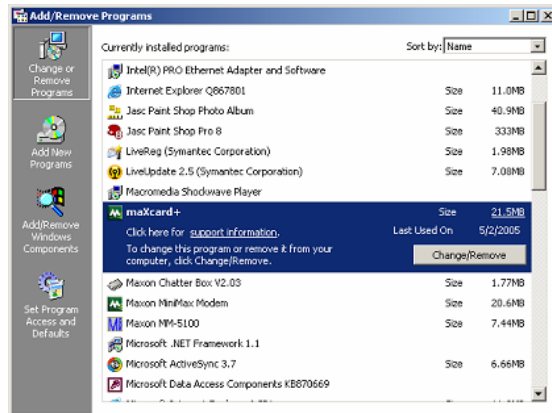 Add/Remove Programs
Change or
Remove
Programs
Add New
Programs
Add/Remove
Windows
Components
Set Program
Access and
Defaults
Currently installed programs: Sort by: Name
Intel(R) PRO Ethernet Adapter and Software
Internet Explorer Q867801 Size 11.0MB
Jasc Paint Shop Photo Album Size 40.9MB
Jasc Paint Shop Pro 8 Size 333MB
LiveReg (Symantec Corporation) Size 1.98MB
LiveUpdate 2.5 (Symantec Corporation) Size 7.08MB
Macromedia Shockwave Player
maXcard+ Size 21.5MB
Click here for support information. Last Used On 5/2/2005
To change this program or remove it from your
computer, click Change/Remove. Change/Remove
Maxon Chatter Box V2.03 Size 1.77MB
Maxon MiniMax Modem Size 20.6MB
Maxon MM-5100 Size 7.44MB
Microsoft .NET Framework 1.1
Microsoft ActiveSync 3.7 Size 6.66MB
Microsoft Data Access Components KB870669